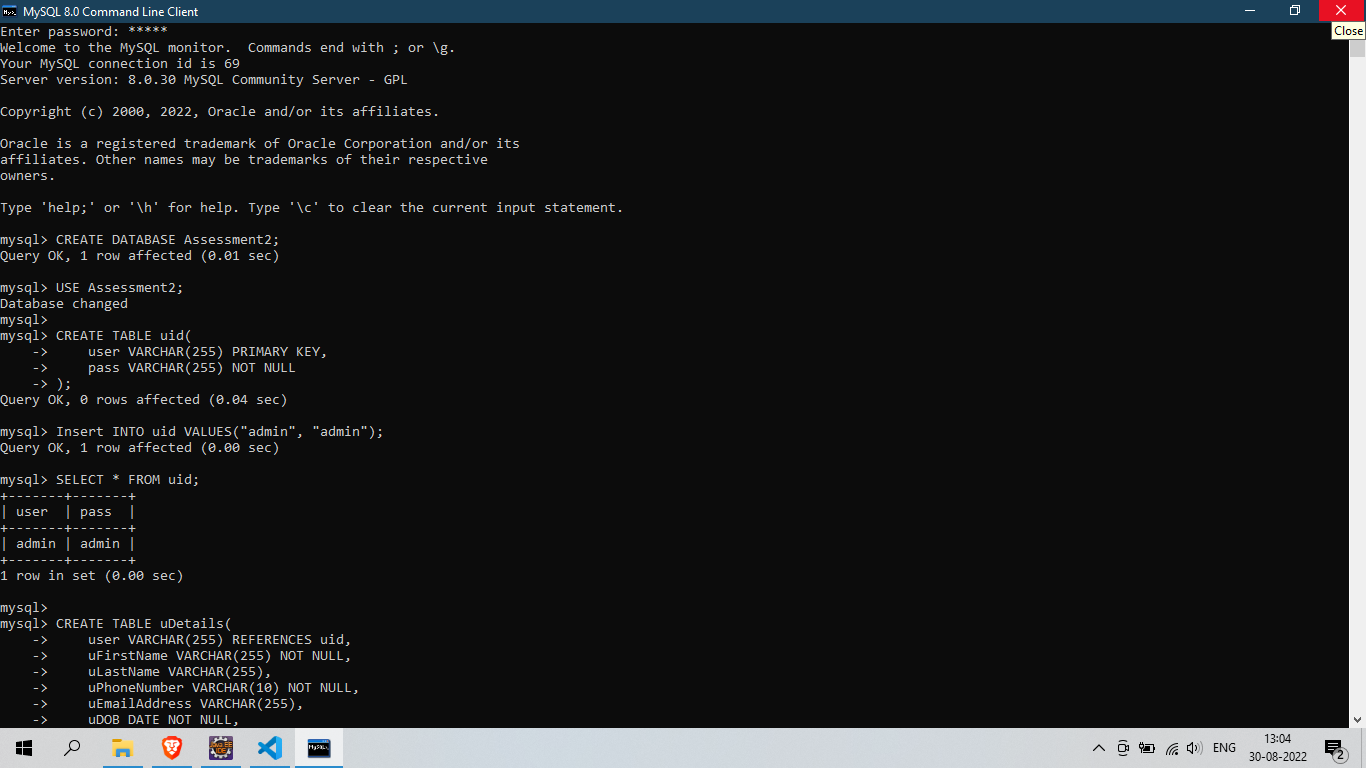 MySQL 8.0 Command Line Client
Close
Enter password: *****
Welcome to the MySQL monitor.  Commands end with ; or \g.
Your MySQL connection id is 69
Server version: 8.0.30 MySQL Community Server - GPL
Copyright (c) 2000, 2022, Oracle and/or its affiliates.
Oracle is a registered trademark of Oracle Corporation and/or its
affiliates. Other names may be trademarks of their respective
owners.
Type 'help;' or '\h' for help. Type '\c' to clear the current input statement.
mysql> CREATE DATABASE Assessment2;
Query OK, 1 row affected (0.01 sec)
mysql> USE Assessment2;
Database changed
mysql>
mysql> CREATE TABLE uid(
    ->     user VARCHAR(255) PRIMARY KEY,
    ->     pass VARCHAR(255) NOT NULL
    -> );
Query OK, 0 rows affected (0.04 sec)
mysql> Insert INTO uid VALUES("admin", "admin");
Query OK, 1 row affected (0.00 sec)
mysql> SELECT * FROM uid;
+-------+-------+
| user  | pass  |
+-------+-------+
| admin | admin |
+-------+-------+
1 row in set (0.00 sec)
mysql>
mysql> CREATE TABLE uDetails(
    ->     user VARCHAR(255) REFERENCES uid,
    ->     uFirstName VARCHAR(255) NOT NULL,
    ->     uLastName VARCHAR(255),
    ->     uPhoneNumber VARCHAR(10) NOT NULL,
    ->     uEmailAddress VARCHAR(255),
    ->     uDOB DATE NOT NULL,
ENG
13:04
30-08-2022
2